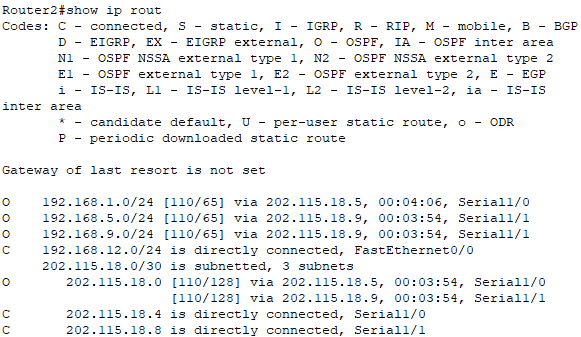 Router2#show ip rout
Codes: C - connected, S - static, I - IGRP, R - RIP, M - mobile, B - BGP
       D - EIGRP, EX - EIGRP external, O - OSPF, IA - OSPF inter area
       N1 - OSPF NSSA external type 1, N2 - OSPF NSSA external type 2
       E1 - OSPF external type 1, E2 - OSPF external type 2, E - EGP
       i - IS-IS, L1 - IS-IS level-1, L2 - IS-IS level-2, ia - IS-IS
inter area
       * - candidate default, U - per-user static route, o - ODR
       P - periodic downloaded static route
Gateway of last resort is not set
O    192.168.1.0/24 [110/65] via 202.115.18.5, 00:04:06, Serial1/0
O    192.168.5.0/24 [110/65] via 202.115.18.9, 00:03:54, Serial1/1
O    192.168.9.0/24 [110/65] via 202.115.18.9, 00:03:54, Serial1/1
C    192.168.12.0/24 is directly connected, FastEthernet0/0
     202.115.18.0/30 is subnetted, 3 subnets
O       202.115.18.0 [110/128] via 202.115.18.5, 00:03:54, Serial1/0
                     [110/128] via 202.115.18.9, 00:03:54, Serial1/1
C       202.115.18.4 is directly connected, Serial1/0
C       202.115.18.8 is directly connected, Serial1/1